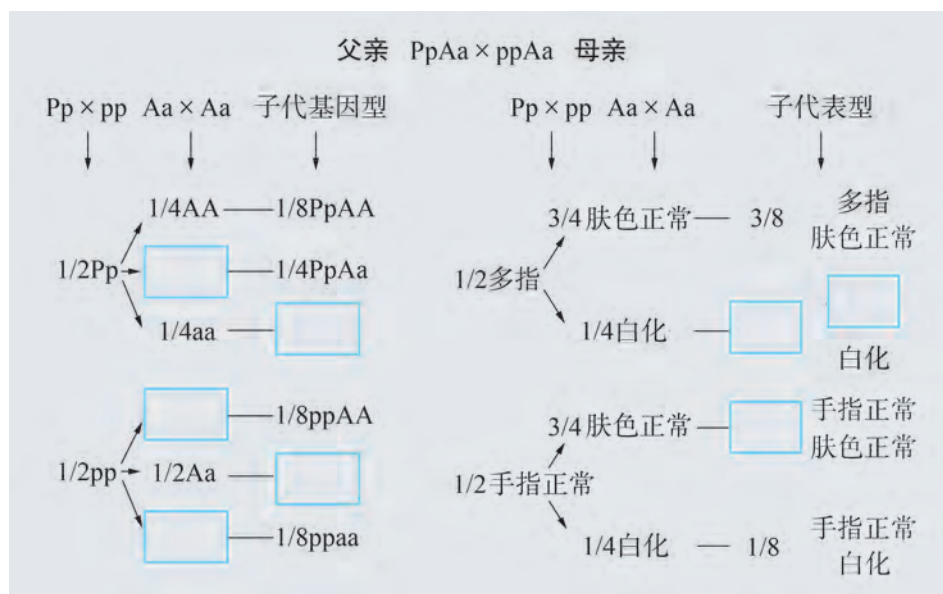 父亲 PpAa × ppAa 母亲
Pp × pp Aa × Aa 子代基因型
1/4AA 1/8PpAA
1/2Pp 1/4PpAa
1/4aa
1/8ppAA
1/2pp 1/2Aa
1/8ppaa
Pp × pp Aa × Aa 子代表型
3/4 肤色正常 3/8 多指
肤色正常
1/2多指
1/4白化
白化
3/4 肤色正常 手指正常
肤色正常
1/2手指正常
1/4白化 1/8 手指正常
白化